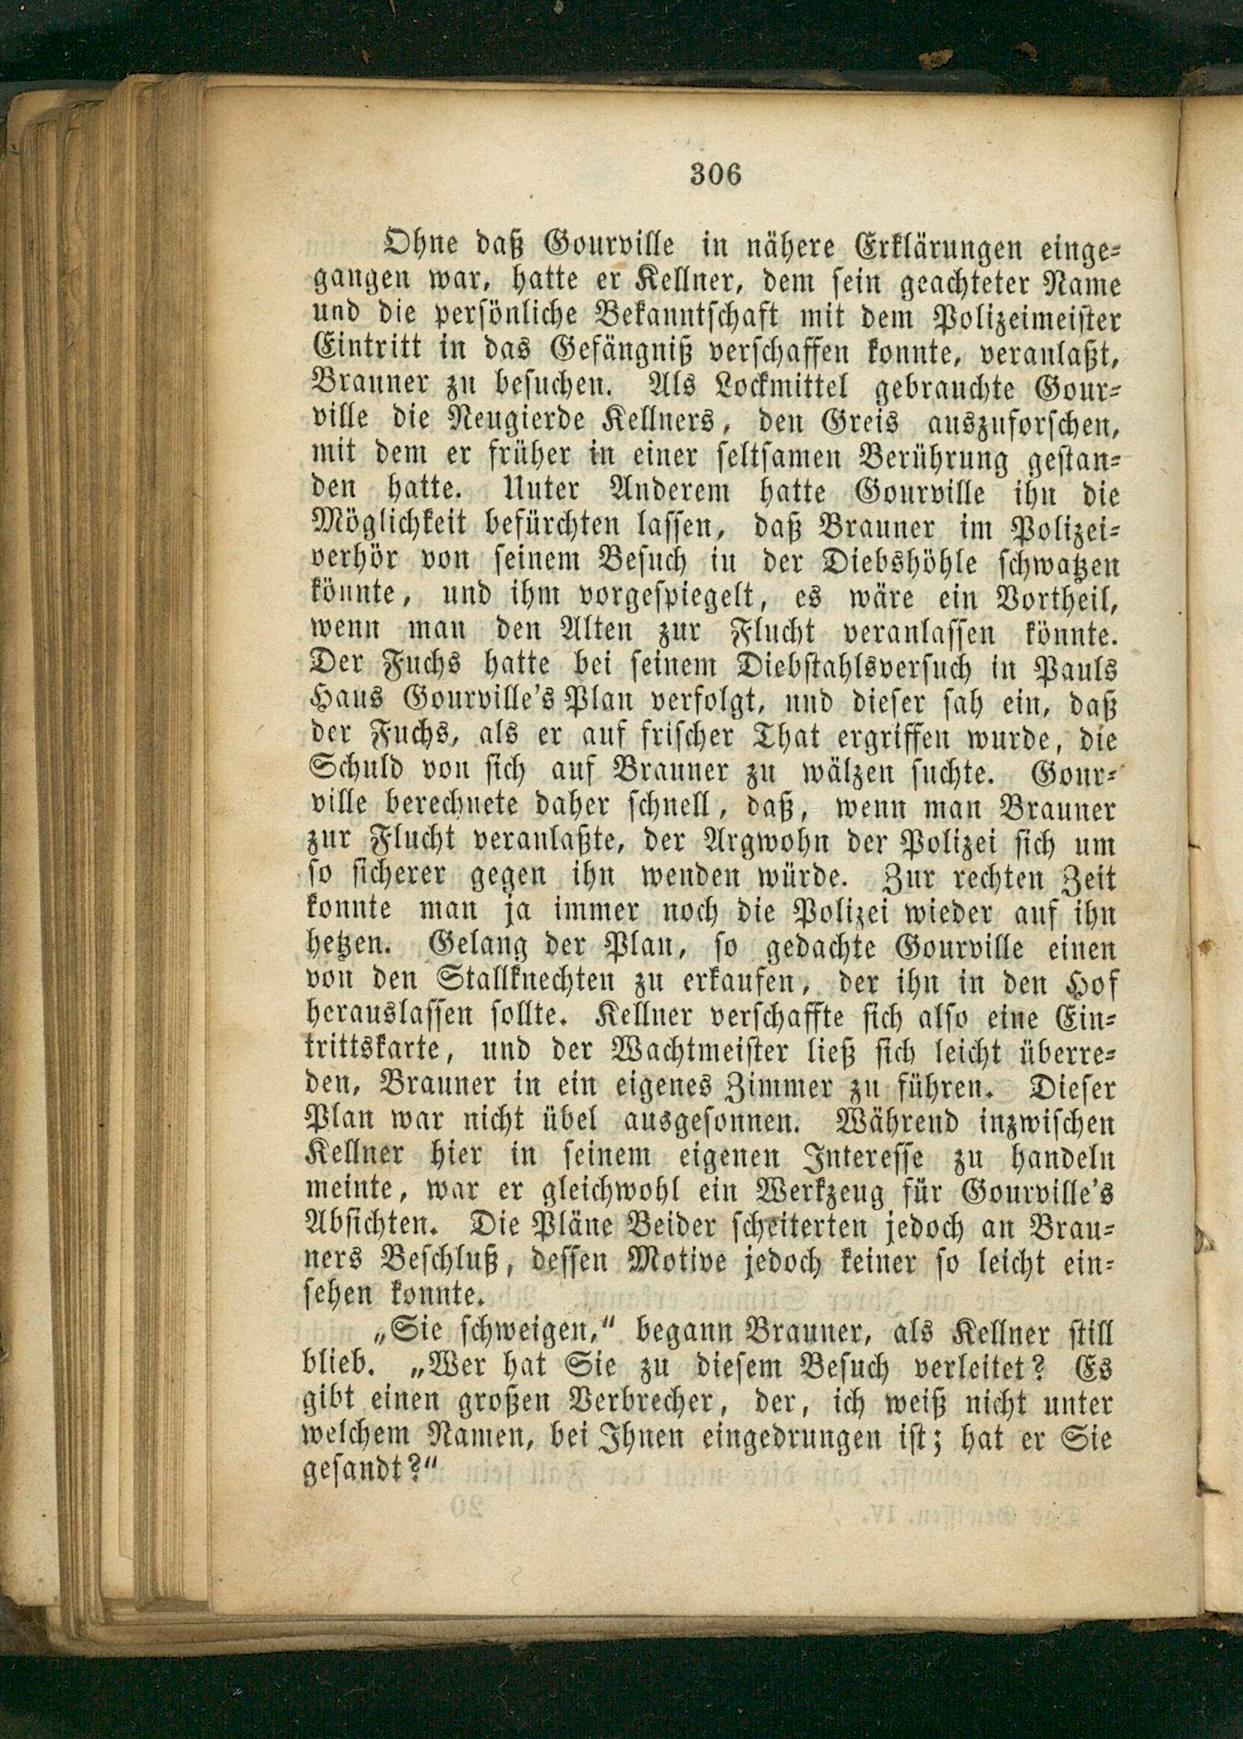 306
Ohne daß Gourville in nähere Erklärungen einge-
gangen war, hatte er Kellner, dem sein geachteter Name
und die persönliche Bekanntschaft mit dem Polizeimeister
Eintritt in das Gefängniß verschaffen konnte, veranlaßt,
Brauner zu besuchen. Als Lockmittel gebrauchte Gour-
ville die Neugierde Kellners, den Greis auszuforschen,
mit dem er früher in einer seltsamen Berührung gestan-
den hatte. Unter Anderem hatte Gourville ihn die
Möglichkeit befürchten lassen, daß Brauner im Polizei-
verhör von seinem Besuch in der Diebshöhle schwatzen
könnte, und ihm vorgespiegelt, es wäre ein Vortheil,
wenn man den Alten zur Flucht veranlassen könnte.
Der Fuchs hatte bei seinem Diebstahlsversuch in Pauls
Haus Gourville's Plan verfolgt, und dieser sah ein, daß
der Fuchs, als er auf frischer That ergriffen wurde, die
Schuld von sich auf Brauner zu wälzen suchte. Gour-
ville berechnete daher schnell, daß, wenn man Brauner
zur Flucht veranlaßte, der Argwohn der Polizei sich um
so sicherer gegen ihn wenden würde. Zur rechten Zeit
konnte man ja immer noch die Polizei wieder auf ihn
hetzen. Gelang der Plan, so gedachte Gourville einen
von den Stallknechten zu erkaufen, der ihn in den Hof
herauslassen sollte. Kellner verschaffte sich also eine Ein-
trittskarte, und der Wachtmeister ließ sich leicht überre-
den, Brauner in ein eigenes Zimmer zu führen. Dieser
Plan war nicht übel ausgesonnen. Während inzwischen
Kellner hier in seinem eigenen Interesse zu handeln
meinte, war er gleichwohl ein Werkzeug für Gourville's
Absichten. Die Pläne Beider scheiterten jedoch an Brau-
ners Beschluß, dessen Motive jedoch keiner so leicht ein-
sehen konnte.
„Sie schweigen,“ begann Brauner, als Kellner still
blieb. „Wer hat Sie zu diesem Besuch verleitet? Es
gibt einen großen Verbrecher, der, ich weiß nicht unter
welchem Namen, bei Ihnen eingedrungen ist; hat er Sie
gesandt?“